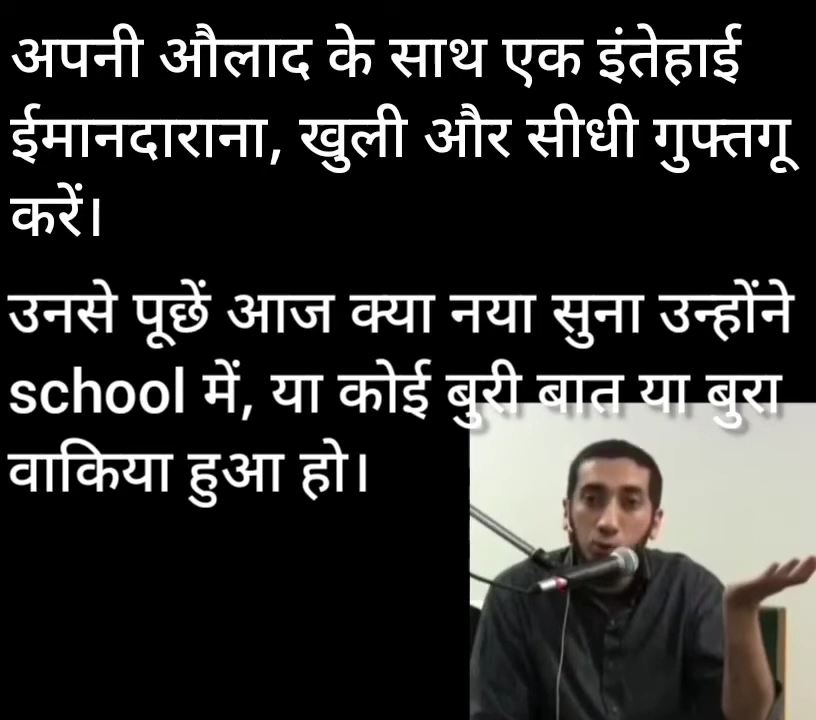 अपनी औलाद के साथ एक इंतेहाई
ईमानदाराना, खुली और सीधी गुफ्तगू
करें।
उनसे पूछें आज क्या नया सुना उन्होंने
school में, या कोई बुरी बात या बुरा
वाकिया हुआ हो।